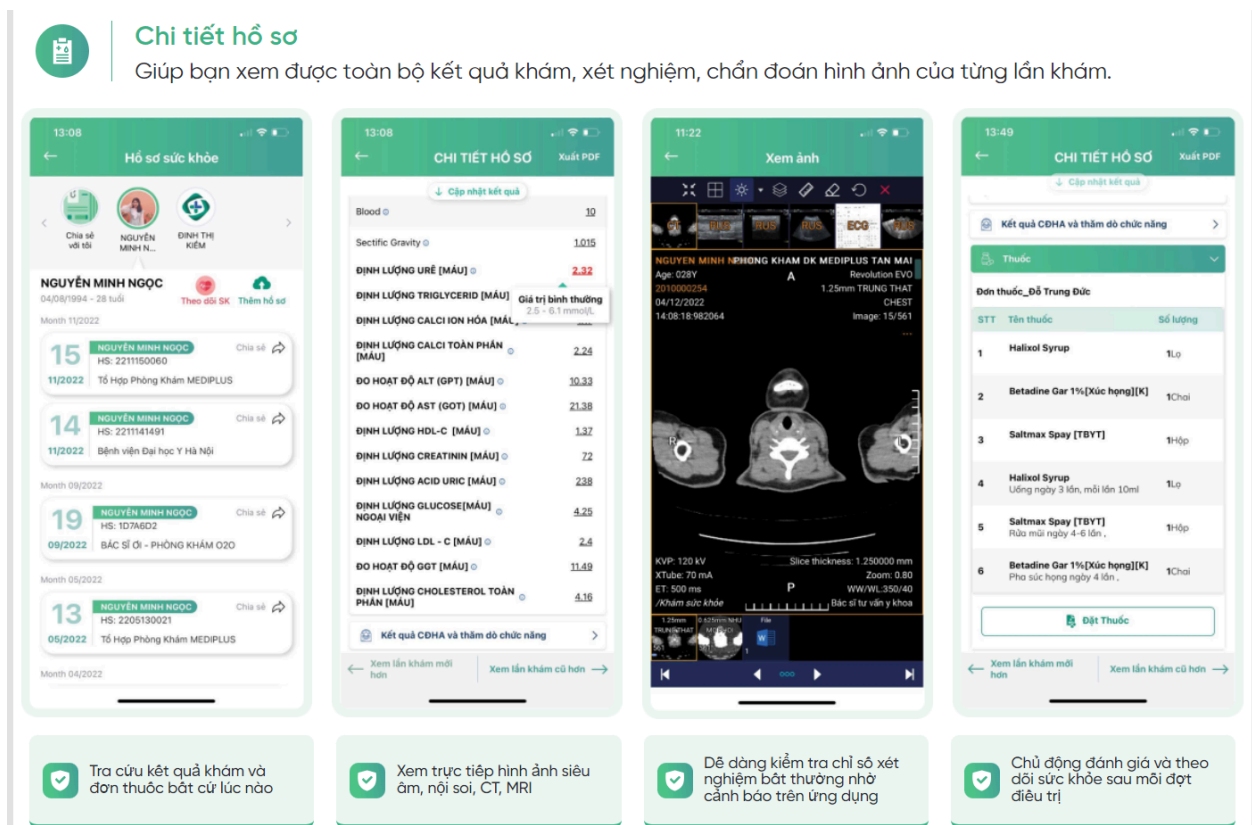 Chi tiết hồ sơ
Giúp bạn xem được toàn bộ kết quả khám, xét nghiệm, chẩn đoán hình ảnh của từng lần khám.
13:08
Hồ sơ sức khỏe
Chia sẻ
với tôi
NGUYỄN
MINH N...
ĐINH THỊ
KIỂM
NGUYỄN MINH NGỌC
04/08/1994 - 28 tuổi
Theo dõi SK
Thêm hồ sơ
Month 11/2022
15
11/2022
NGUYỄN MINH NGỌC
Chia sẻ
HS: 2211150060
Tổ Hợp Phòng Khám MEDIPLUS
14
11/2022
NGUYỄN MINH NGỌC
Chia sẻ
HS: 2211141491
Bệnh viện Đại học Y Hà Nội
Month 09/2022
19
09/2022
NGUYỄN MINH NGỌC
Chia sẻ
HS: 1D7A6D2
BÁC SĨ ƠI - PHÒNG KHÁM O2O
Month 05/2022
13
05/2022
NGUYỄN MINH NGỌC
Chia sẻ
HS: 2205130021
Tổ Hợp Phòng Khám MEDIPLUS
Month 04/2022
13:08
CHI TIẾT HỒ SƠ
Xuất PDF
Cập nhật kết quả
Blood 10
Sectific Gravity 1.015
ĐỊNH LƯỢNG URÊ [MÁU] 2.32
ĐỊNH LƯỢNG TRIGLYCERID [MÁU]
Giá trị bình thường
2.5 - 6.1 mmol/L
ĐỊNH LƯỢNG CALCI ION HÓA [MÁU]
ĐỊNH LƯỢNG CALCI TOÀN PHẦN
[MÁU] 2.24
ĐO HOẠT ĐỘ ALT (GPT) [MÁU] 10.33
ĐO HOẠT ĐỘ AST (GOT) [MÁU] 21.38
ĐỊNH LƯỢNG HDL-C [MÁU] 1.37
ĐỊNH LƯỢNG CREATININ [MÁU] 72
ĐỊNH LƯỢNG ACID URIC [MÁU] 238
ĐỊNH LƯỢNG GLUCOSE[MÁU]
NGOẠI VIỆN 4.25
ĐỊNH LƯỢNG LDL - C [MÁU] 2.4
ĐO HOẠT ĐỘ GGT [MÁU] 11.49
ĐỊNH LƯỢNG CHOLESTEROL TOÀN
PHẦN [MÁU] 4.16
Kết quả CĐHA và thăm dò chức năng
Xem lần khám mới
hơn
Xem lần khám cũ hơn
11:22
Xem ảnh
CT
RUS
RUS
ECG
RUS
NGUYEN MINH
PHONG KHAM DK MEDIPLUS TAN MAI
Age: 028Y
A
Revolution EVO
2010000254
1.25mm TRUNG THAT
04/12/2022
CHEST
14:08:18:982064
Image: 15/561
R
L
KVP: 120 kV
Slice thickness: 1.250000 mm
XTube: 70 mA
Zoom: 0.80
ET: 500 ms
P
WW/WL:350/40
/Khám sức khỏe
Bác sĩ tư vấn y khoa
1.25mm
TRUNG THAT
561
0.625mm NHU
File
W
1
13:49
CHI TIẾT HỒ SƠ
Xuất PDF
Cập nhật kết quả
Kết quả CĐHA và thăm dò chức năng
Thuốc
Đơn thuốc_Đỗ Trung Đức
STT Tên thuốc Số lượng
1 Halixol Syrup 1Lọ
2 Betadine Gar 1%[Xúc họng][K] 1Chai
3 Saltmax Spay [TBYT] 1Hộp
4 Halixol Syrup 1Lọ
Uống ngày 3 lần, mỗi lần 10ml
5 Saltmax Spay [TBYT] 1Hộp
Rửa mũi ngày 4-6 lần ,
6 Betadine Gar 1%[Xúc họng][K] 1Chai
Pha súc họng ngày 4 lần ,
Đặt Thuốc
Xem lần khám mới
hơn
Xem lần khám cũ hơn
Tra cứu kết quả khám và
đơn thuốc bất cứ lúc nào
Xem trực tiếp hình ảnh siêu
âm, nội soi, CT, MRI
Dễ dàng kiểm tra chỉ số xét
nghiệm bất thường nhờ
cảnh báo trên ứng dụng
Chủ động đánh giá và theo
dõi sức khỏe sau mỗi đợt
điều trị